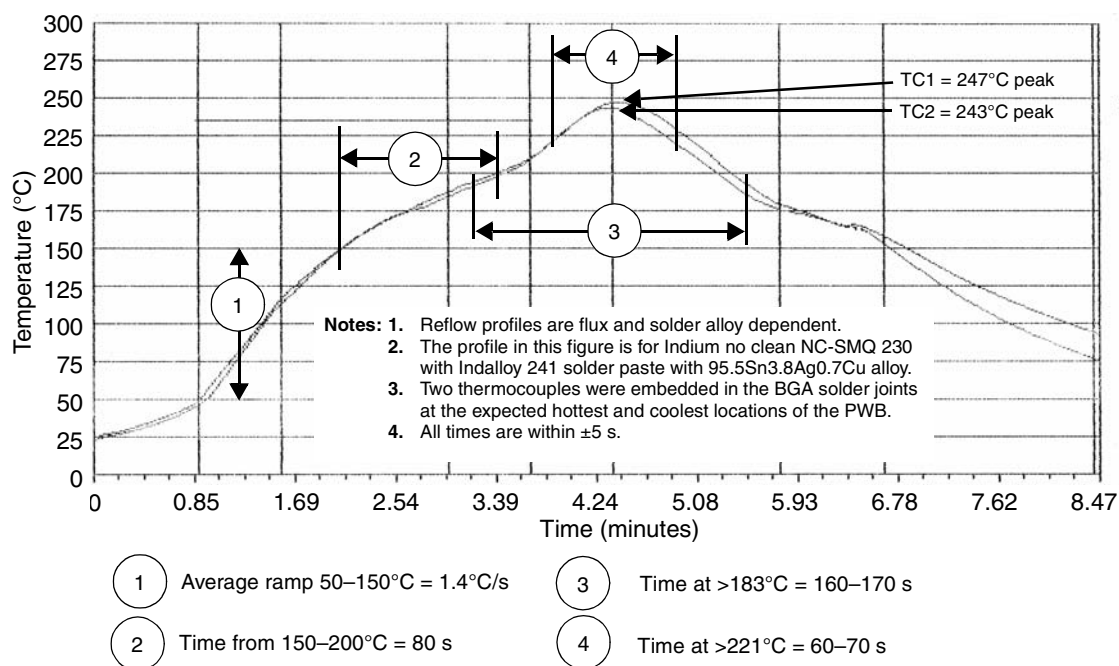 300
275
250
225
200
175
150
125
100
75
50
25
0
Temperature (°C)
4
TC1 = 247°C peak
TC2 = 243°C peak
2
3
1
Notes: 1. Reflow profiles are flux and solder alloy dependent.
2. The profile in this figure is for Indium no clean NC-SMQ 230
with Indalloy 241 solder paste with 95.5Sn3.8Ag0.7Cu alloy.
3. Two thermocouples were embedded in the BGA solder joints
at the expected hottest and coolest locations of the PWB.
4. All times are within ±5 s.
0 0.85 1.69 2.54 3.39 4.24 5.08 5.93 6.78 7.62 8.47
Time (minutes)
1 Average ramp 50–150°C = 1.4°C/s
3 Time at >183°C = 160–170 s
2 Time from 150–200°C = 80 s
4 Time at >221°C = 60–70 s